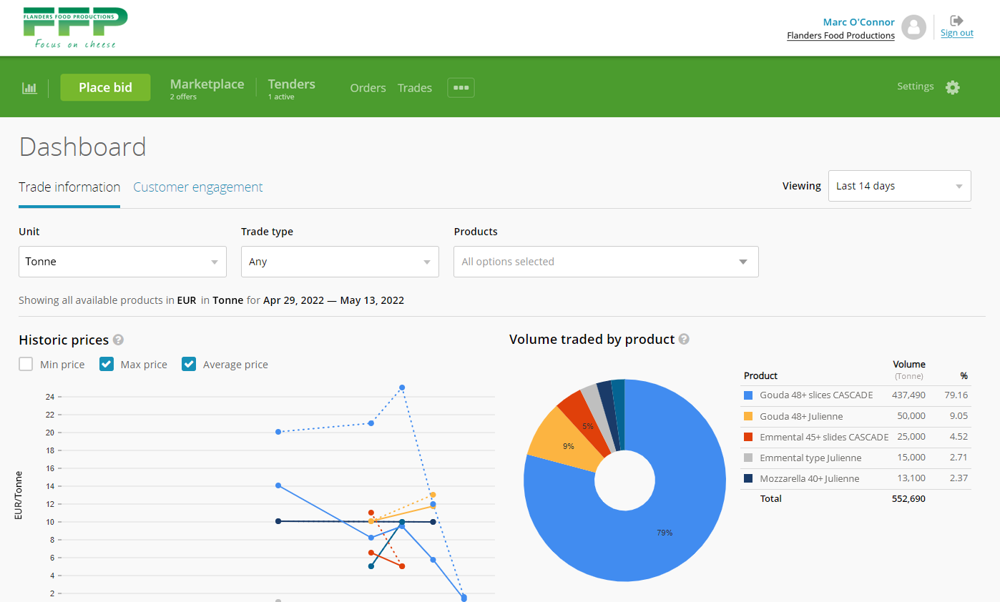 FLANDERS FOOD PRODUCTIONS
FFP
Focus on cheese
Marc O'Connor
Flanders Food Productions
Sign out
Place bid
Marketplace
2 offers
Tenders
1 active
Orders
Trades
Settings
Dashboard
Trade information
Customer engagement
Viewing
Last 14 days
Unit
Trade type
Products
Tonne
Any
All options selected
Showing all available products in EUR in Tonne for Apr 29, 2022 — May 13, 2022
Historic prices ?
Min price
Max price
Average price
EUR/Tonne
24
22
20
18
16
14
12
10
8
6
4
2
Volume traded by product ?
5%
9%
79%
Product Volume (Tonne) %
Gouda 48+ slices CASCADE 437,490 79.16
Gouda 48+ Julienne 50,000 9.05
Emmental 45+ slides CASCADE 25,000 4.52
Emmental type Julienne 15,000 2.71
Mozzarella 40+ Julienne 13,100 2.37
Total 552,690